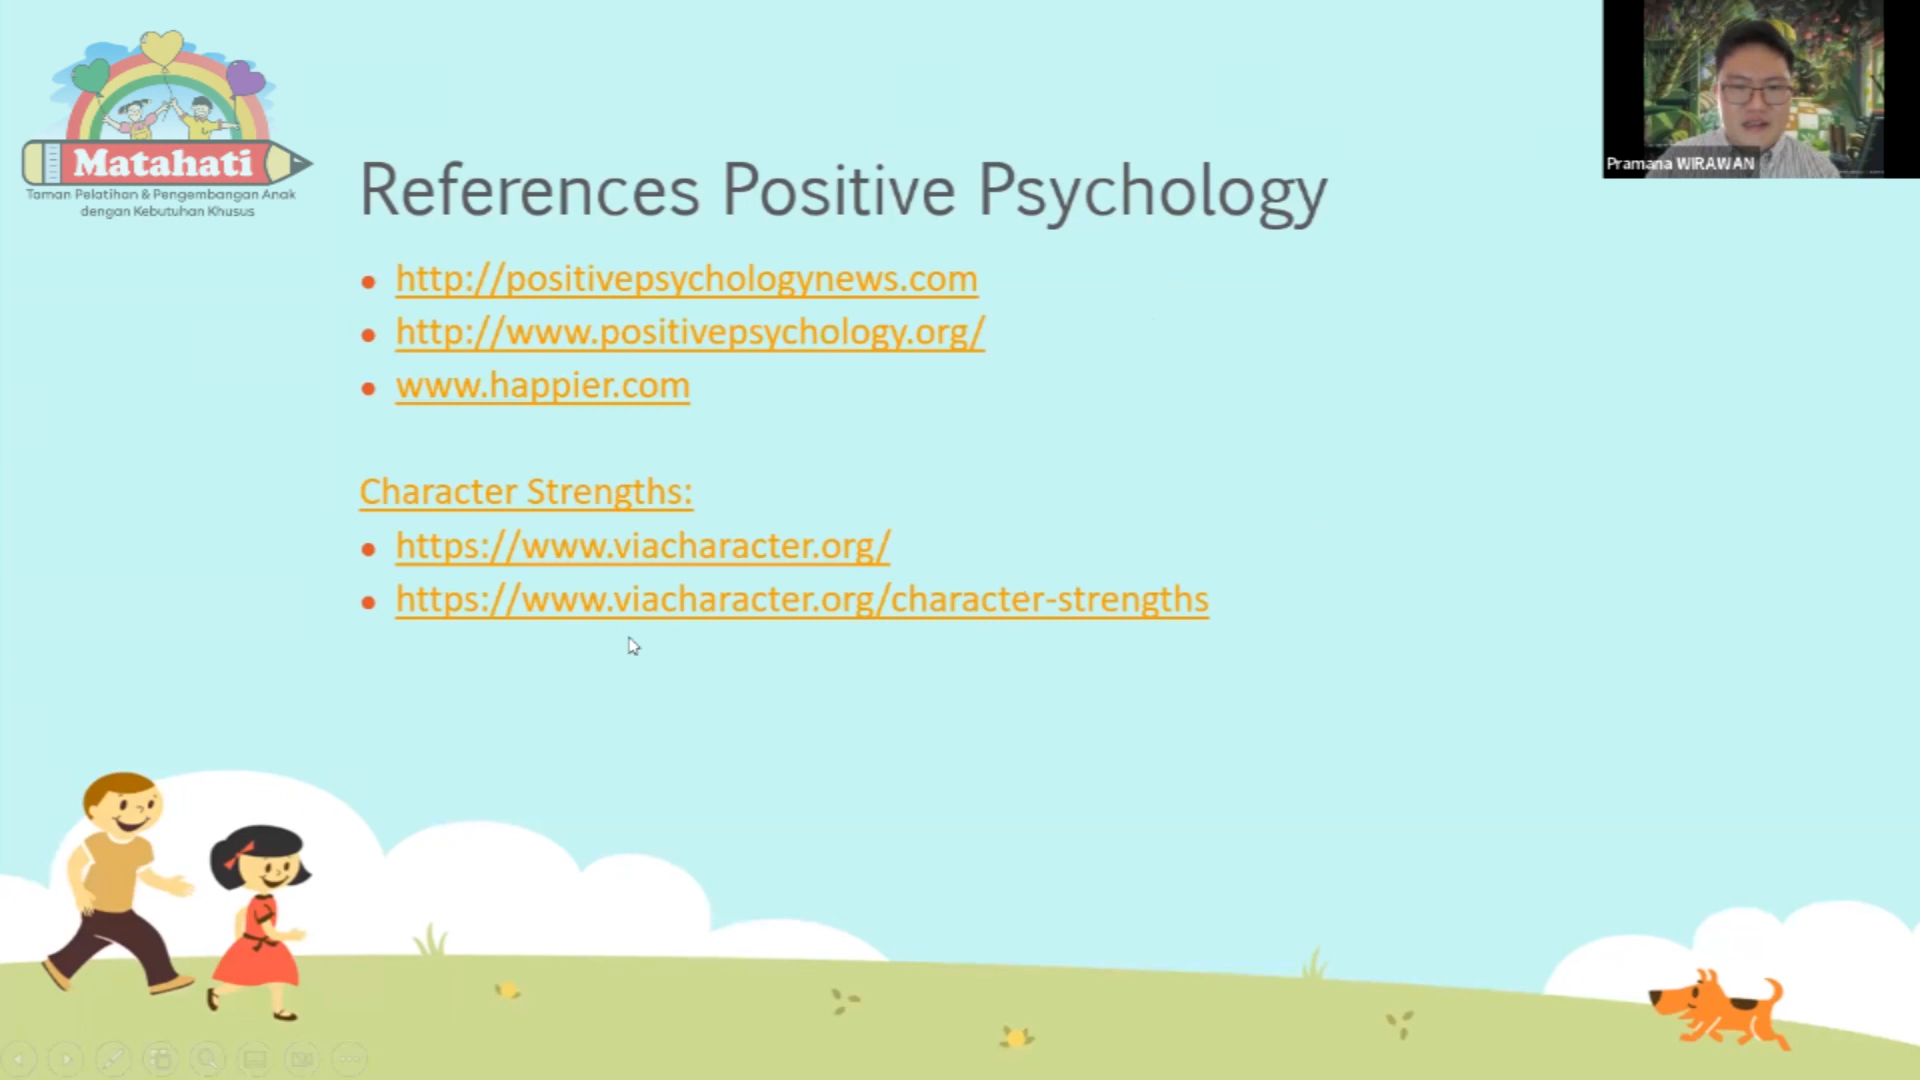 Matahati
Taman Pelatihan & Pengembangan Anak
dengan Kebutuhan Khusus
Pramana WIRAWAN
References Positive Psychology
http://positivepsychologynews.com
http://www.positivepsychology.org/
www.happier.com
Character Strengths:
https://www.viacharacter.org/
https://www.viacharacter.org/character-strengths